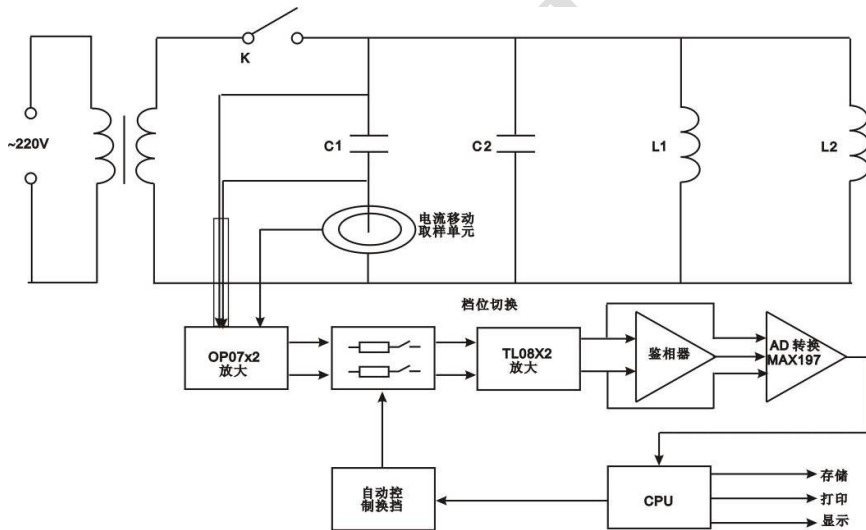 K
~220V
C1
C2
L1
L2
电流移动
取样单元
档位切换
OP07x2
放大
TL08X2
放大
鉴相器
AD 转换
MAX197
自动控
制换挡
CPU
存储
打印
显示